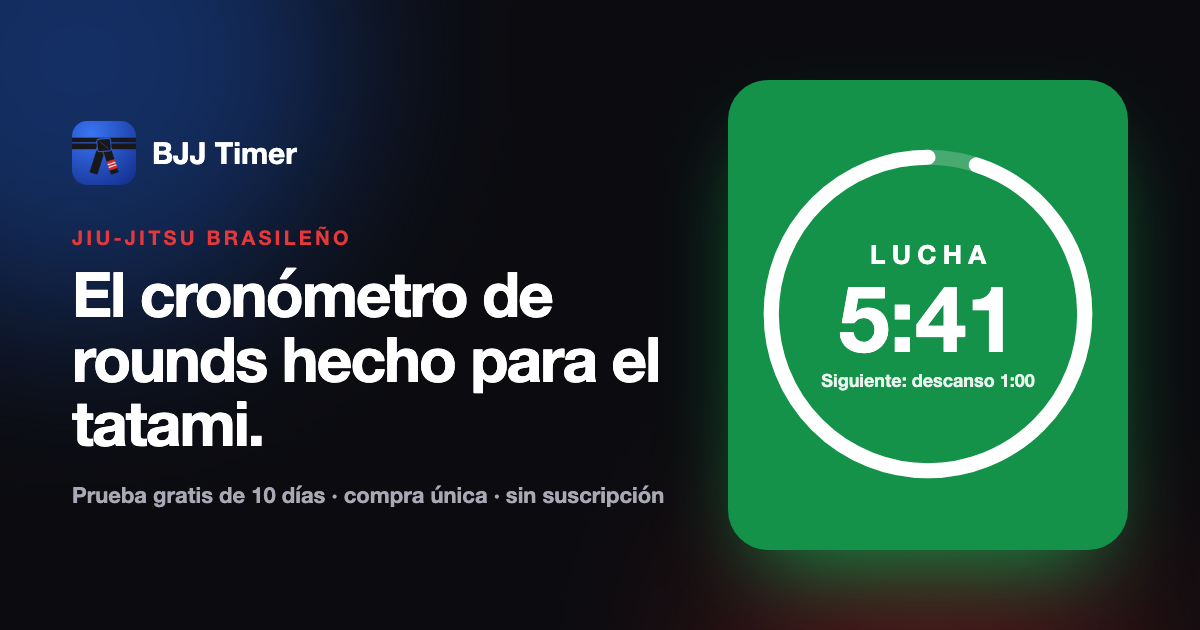 BJJ Timer
JIU-JITSU BRASILEÑO
El cronómetro de
rounds hecho para el
tatami.
Prueba gratis de 10 días · compra única · sin suscripción
LUCHA
5:41
Siguiente: descanso 1:00